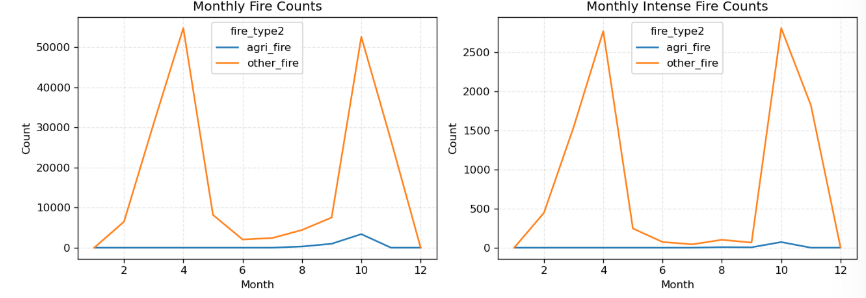 Monthly Fire Counts
fire_type2
agri_fire
other_fire
50000
40000
30000
20000
10000
0
Count
2 4 6 8 10 12
Month
Monthly Intense Fire Counts
fire_type2
agri_fire
other_fire
2500
2000
1500
1000
500
0
Count
2 4 6 8 10 12
Month